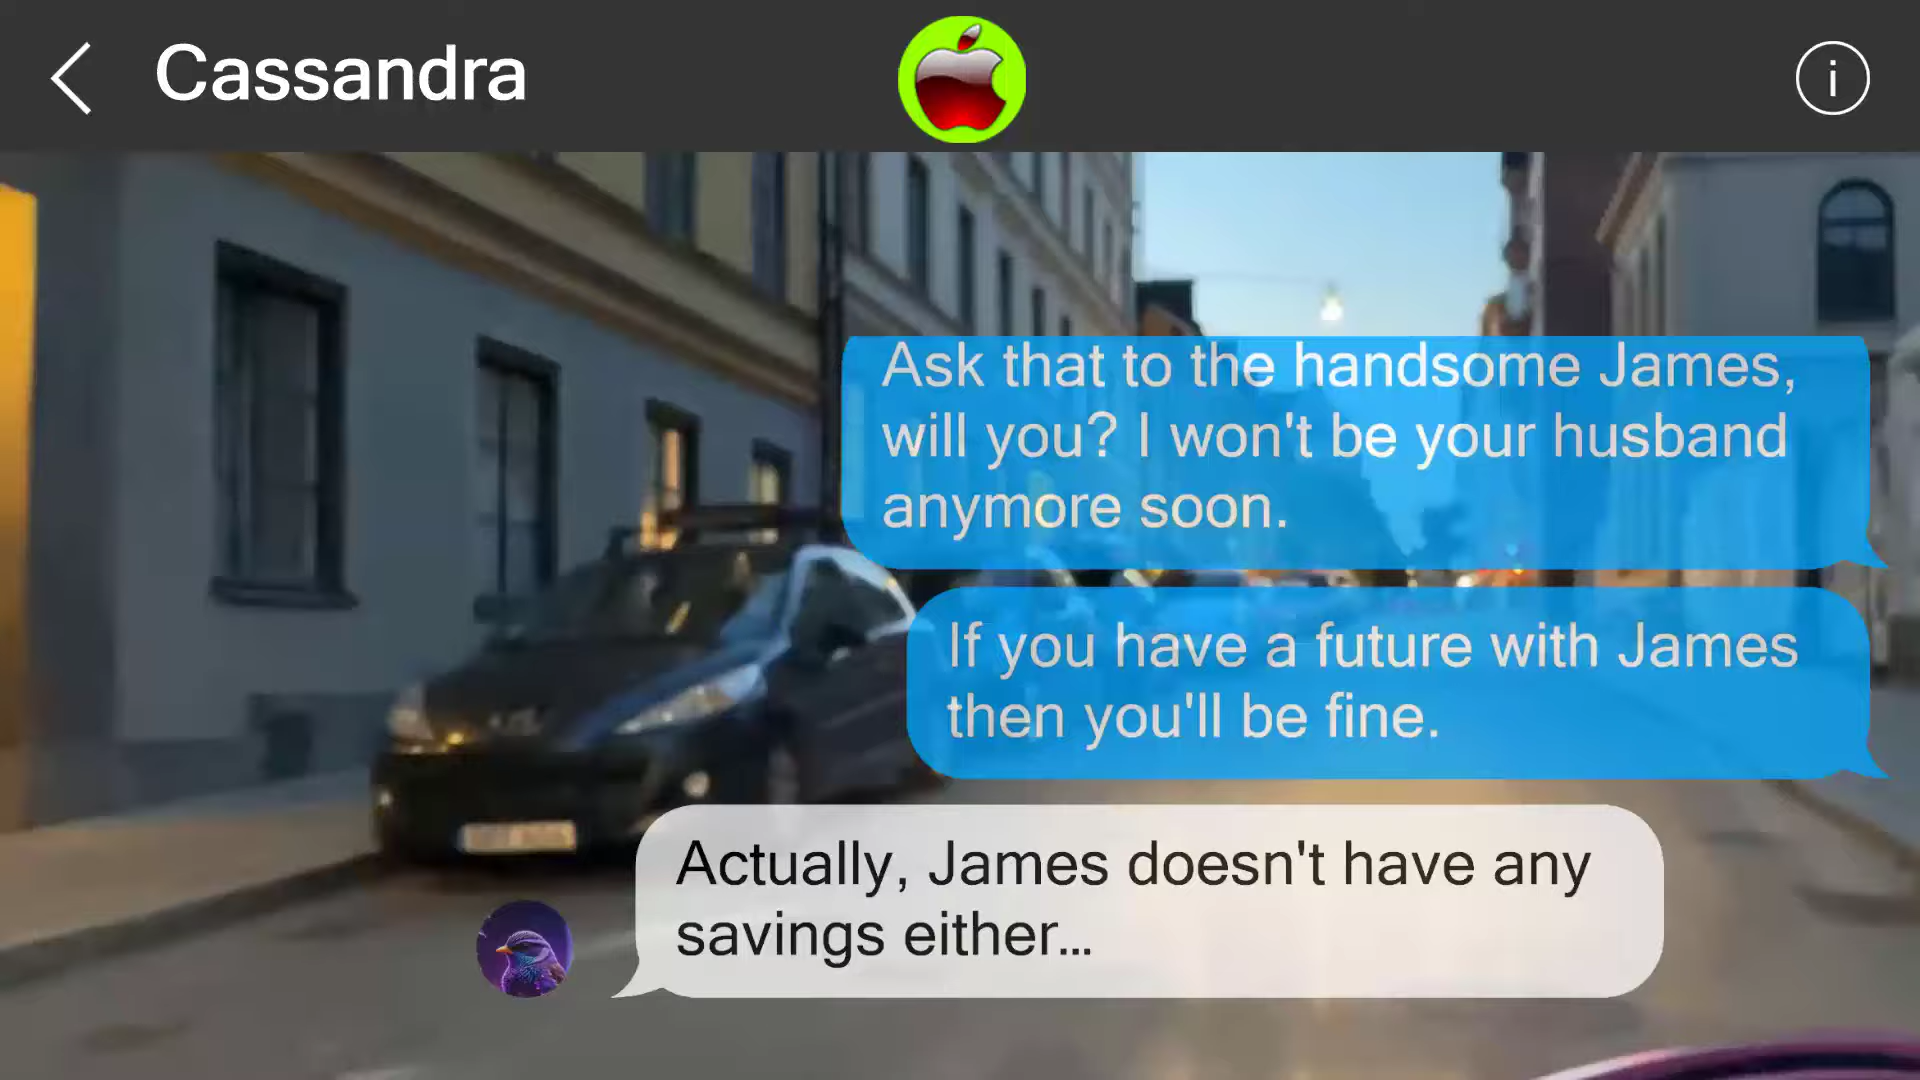 Cassandra
Ask that to the handsome James,
will you? I won't be your husband
anymore soon.
If you have a future with James
then you'll be fine.
Actually, James doesn't have any
savings either...